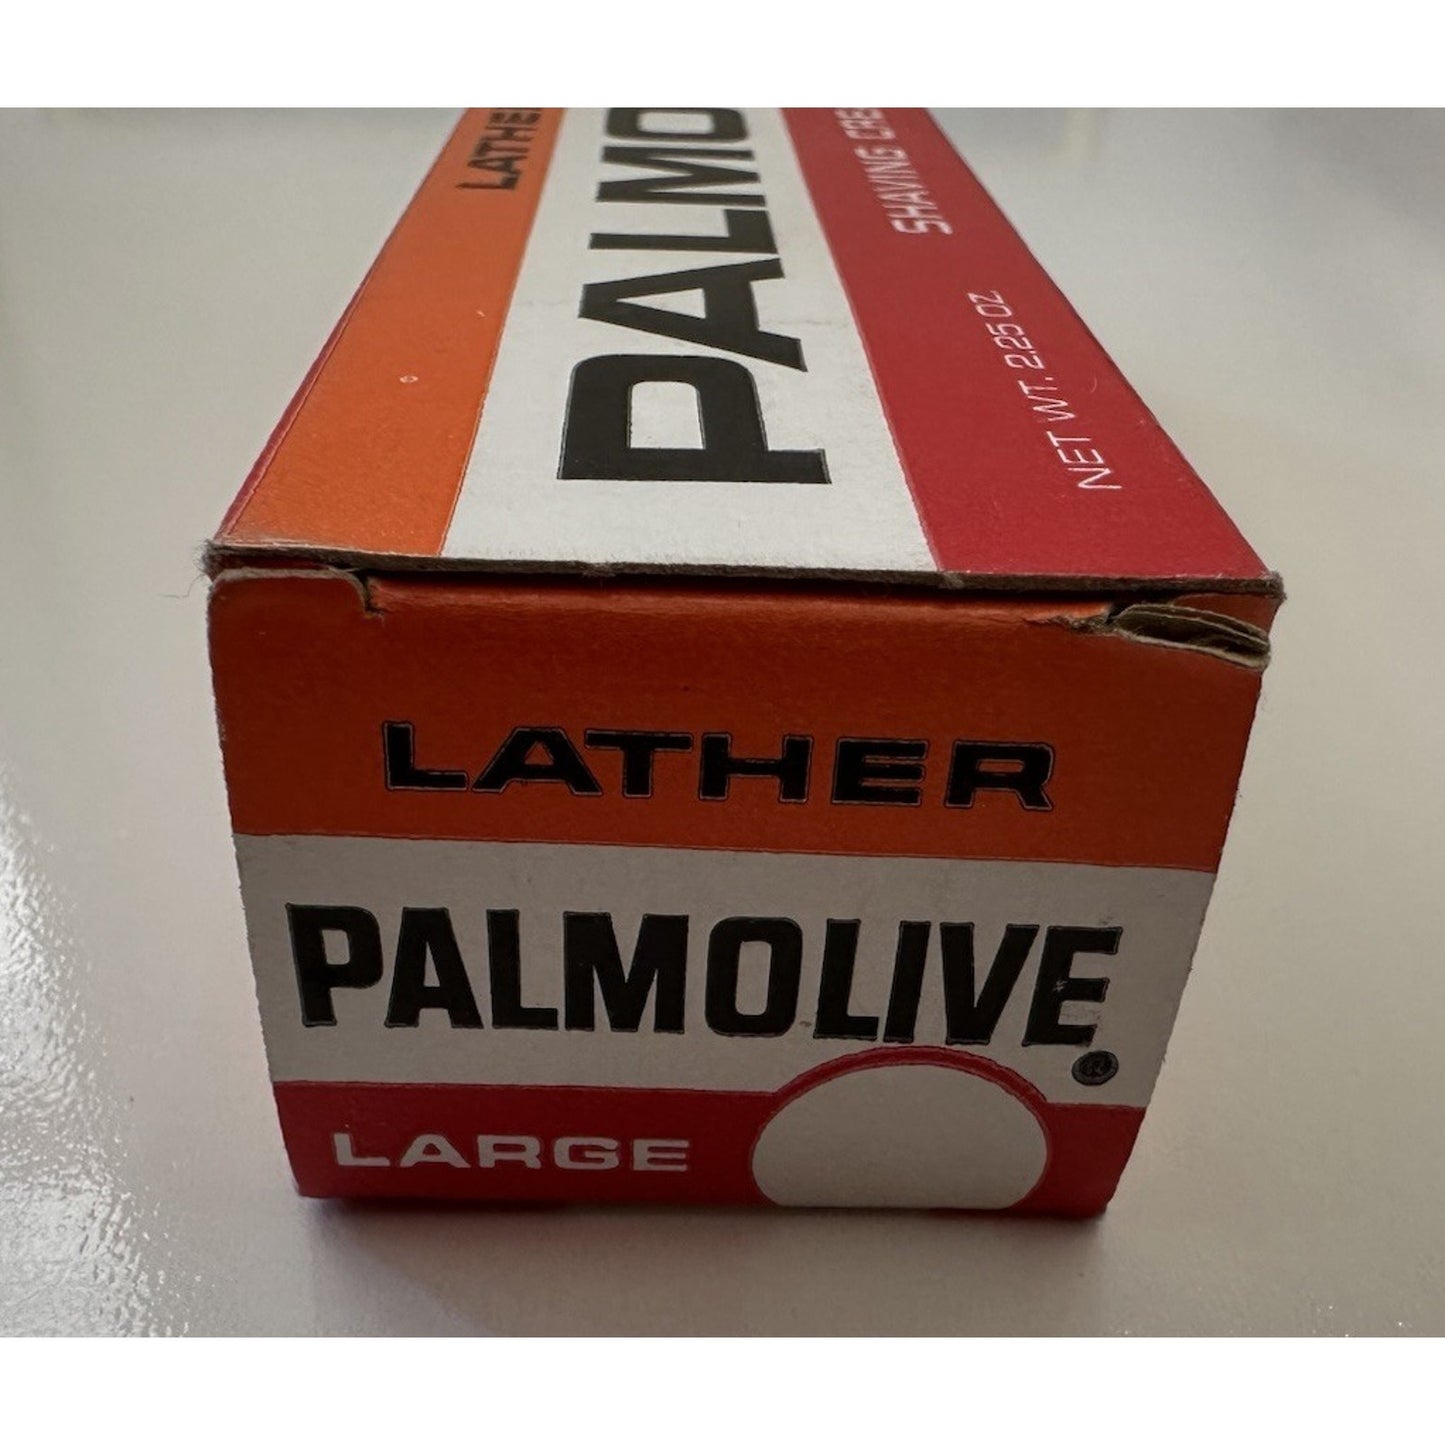 LATHE
PALMO
SHAVING CRE
NET WT. 2.25 OZ.
LATHER
PALMOLIVE®
LARGE